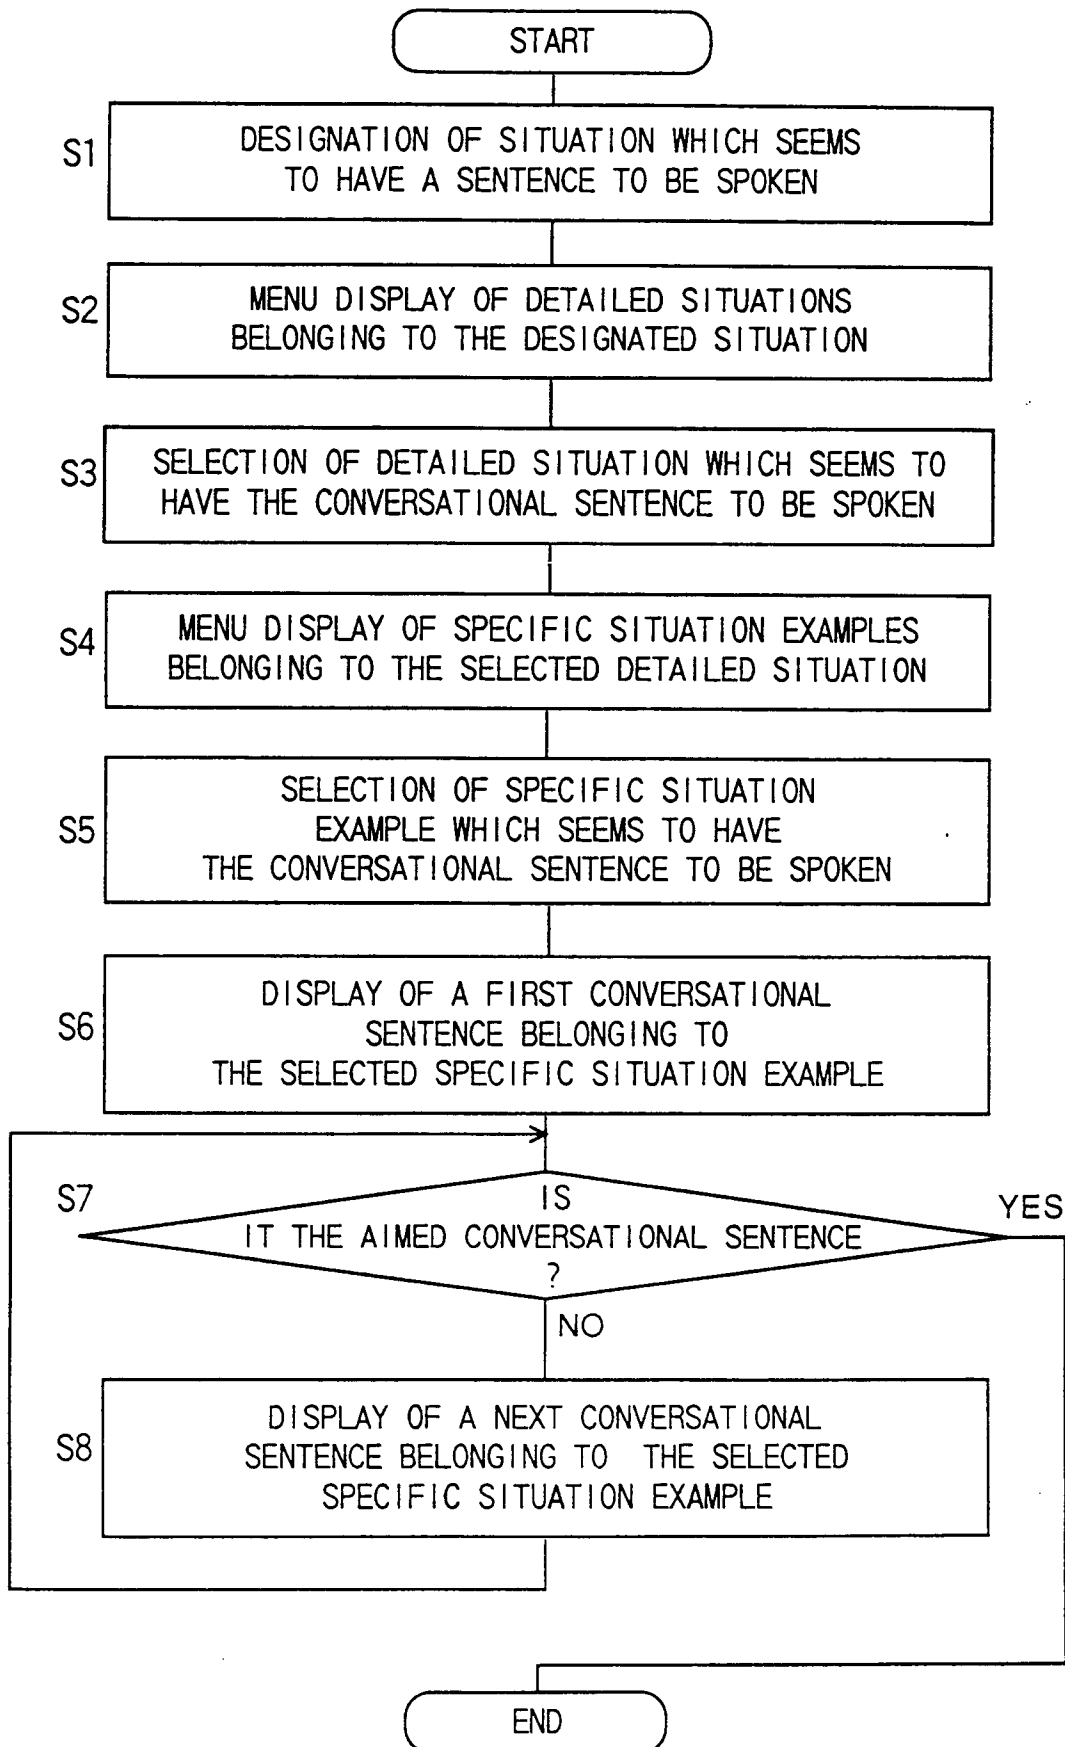 START
S1
DESIGNATION OF SITUATION WHICH SEEMS
TO HAVE A SENTENCE TO BE SPOKEN
S2
MENU DISPLAY OF DETAILED SITUATIONS
BELONGING TO THE DESIGNATED SITUATION
S3
SELECTION OF DETAILED SITUATION WHICH SEEMS TO
HAVE THE CONVERSATIONAL SENTENCE TO BE SPOKEN
S4
MENU DISPLAY OF SPECIFIC SITUATION EXAMPLES
BELONGING TO THE SELECTED DETAILED SITUATION
S5
SELECTION OF SPECIFIC SITUATION
EXAMPLE WHICH SEEMS TO HAVE
THE CONVERSATIONAL SENTENCE TO BE SPOKEN
S6
DISPLAY OF A FIRST CONVERSATIONAL
SENTENCE BELONGING TO
THE SELECTED SPECIFIC SITUATION EXAMPLE
S7
IS
IT THE AIMED CONVERSATIONAL SENTENCE
?
YES
NO
S8
DISPLAY OF A NEXT CONVERSATIONAL
SENTENCE BELONGING TO THE SELECTED
SPECIFIC SITUATION EXAMPLE
END